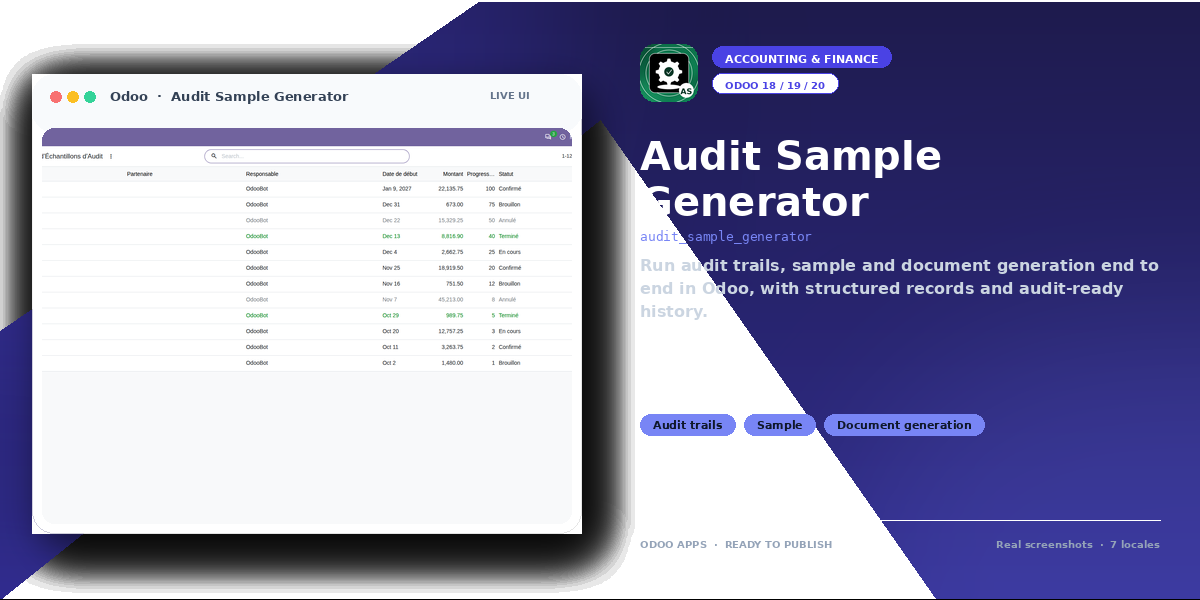 Odoo · Audit Sample Generator
LIVE UI
l'Échantillons d'Audit
Search...
1-12
Partenaire Responsable Date de début Montant Progress... Statut
OdooBot Jan 9, 2027 22,135.75 100 Confirmé
OdooBot Dec 31 673.00 75 Brouillon
OdooBot Dec 22 15,329.25 50 Annulé
OdooBot Dec 13 8,816.90 40 Terminé
OdooBot Dec 4 2,662.75 25 En cours
OdooBot Nov 25 18,919.50 20 Confirmé
OdooBot Nov 16 751.50 12 Brouillon
OdooBot Nov 7 45,213.00 8 Annulé
OdooBot Oct 29 989.75 5 Terminé
OdooBot Oct 20 12,757.25 3 En cours
OdooBot Oct 11 3,263.75 2 Confirmé
OdooBot Oct 2 1,480.00 1 Brouillon
AS
ACCOUNTING & FINANCE
ODOO 18 / 19 / 20
Audit Sample
Generator
audit_sample_generator
Run audit trails, sample and document generation end to
end in Odoo, with structured records and audit-ready
history.
Audit trails
Sample
Document generation
ODOO APPS · READY TO PUBLISH
Real screenshots · 7 locales